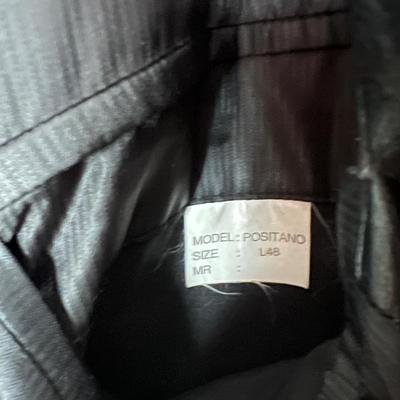 MODEL: POSITANO
SIZE : L48
MR :